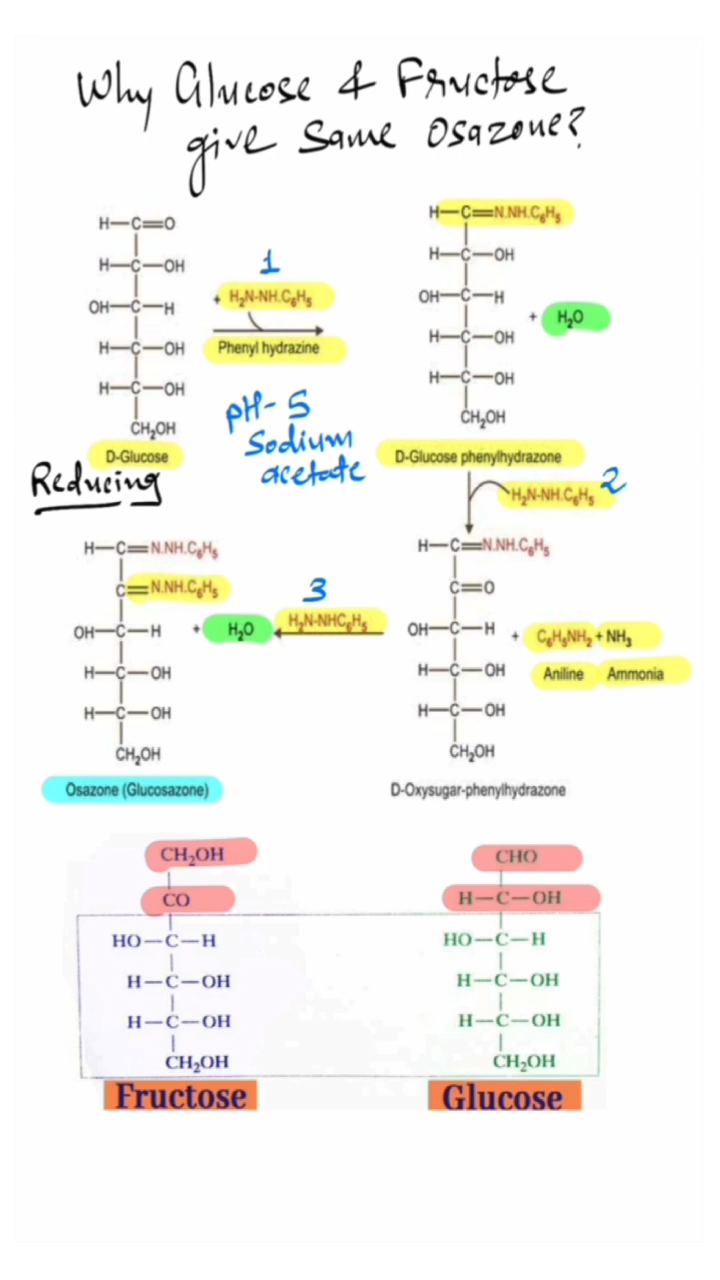 Why Glucose & Fructose
give Same Osazone?
H—C=O
H—C—OH
OH—C—H
H—C—OH
H—C—OH
CH₂OH
D-Glucose
Reducing
1
+ H₂N-NH.C₆H₅
Phenyl hydrazine
pH- 5
Sodium
acetate
H—C=N.NH.C₆H₅
H—C—OH
OH—C—H
H—C—OH
H—C—OH
CH₂OH
+ H₂O
D-Glucose phenylhydrazone
H₂N-NH.C₆H₅ 2
H—C=N.NH.C₆H₅
C=O
OH—C—H
H—C—OH
H—C—OH
CH₂OH
+ C₆H₅NH₂ + NH₃
Aniline Ammonia
D-Oxysugar-phenylhydrazone
3
H₂N-NHC₆H₅
H—C=N.NH.C₆H₅
C=N.NH.C₆H₅
OH—C—H
H—C—OH
H—C—OH
CH₂OH
+ H₂O
Osazone (Glucosazone)
CH₂OH
CO
HO—C—H
H—C—OH
H—C—OH
CH₂OH
Fructose
CHO
H—C—OH
HO—C—H
H—C—OH
H—C—OH
CH₂OH
Glucose